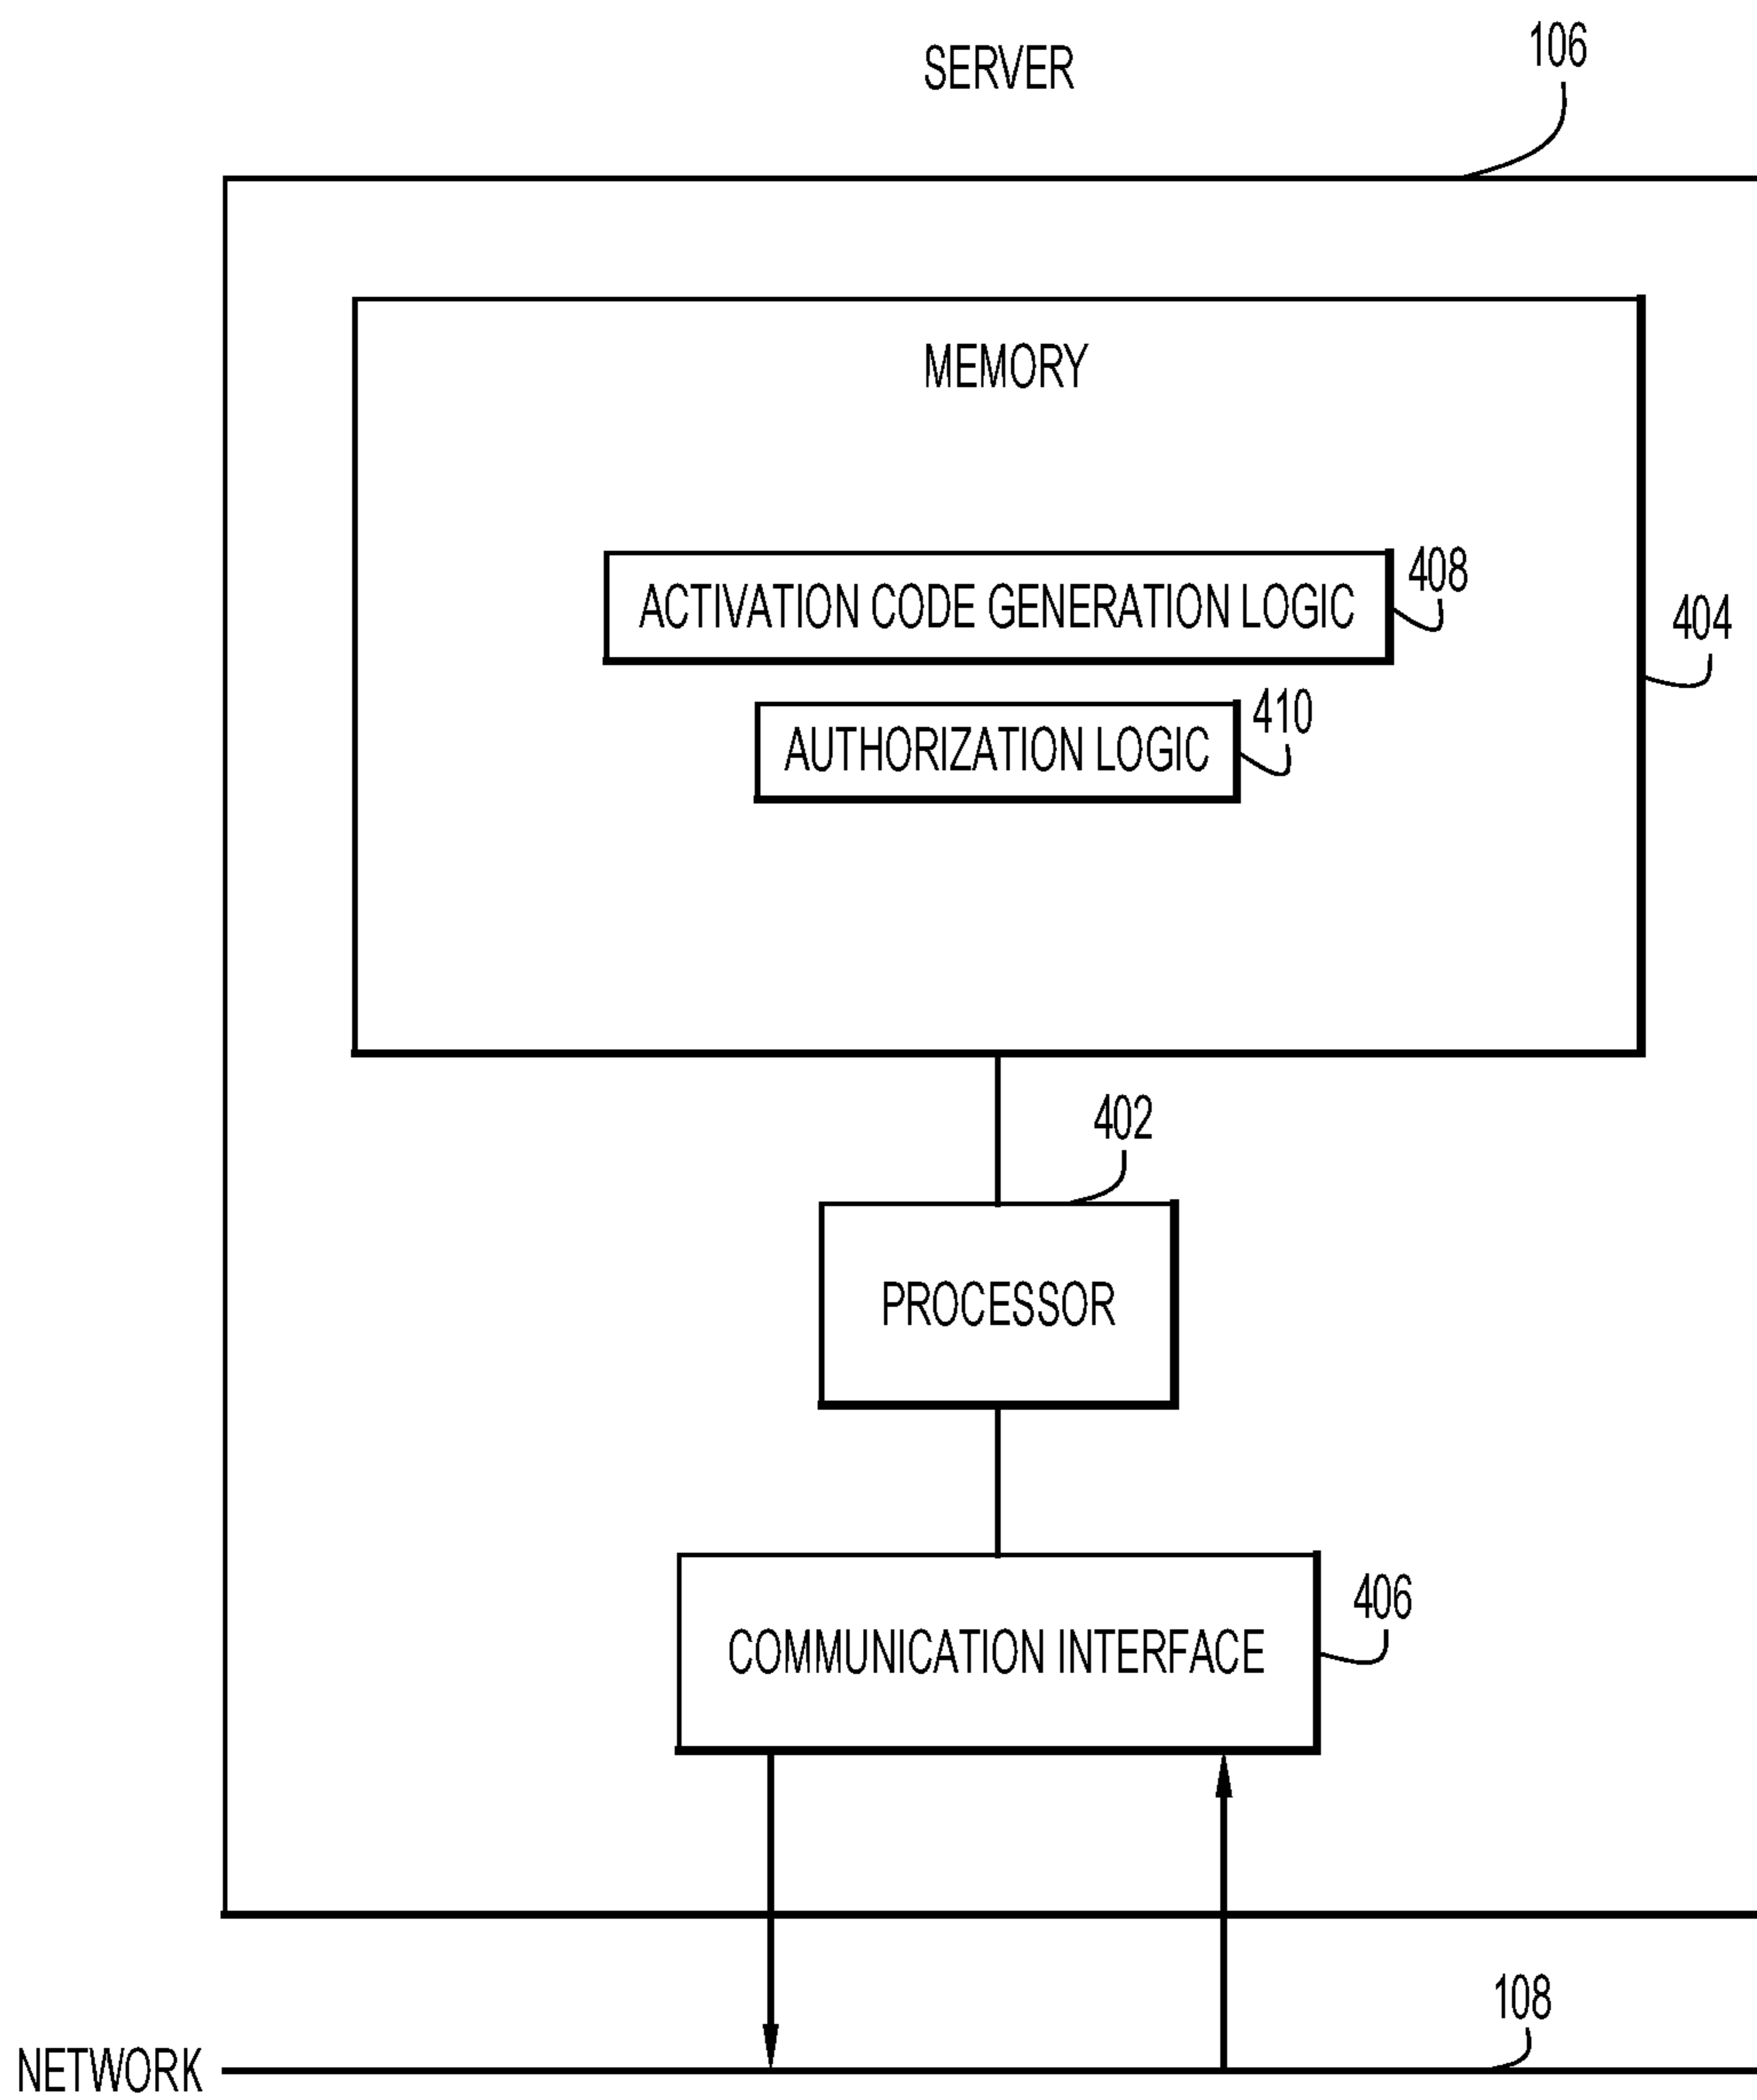 SERVER
106
MEMORY
ACTIVATION CODE GENERATION LOGIC
408
404
AUTHORIZATION LOGIC
410
402
PROCESSOR
406
COMMUNICATION INTERFACE
108
NETWORK